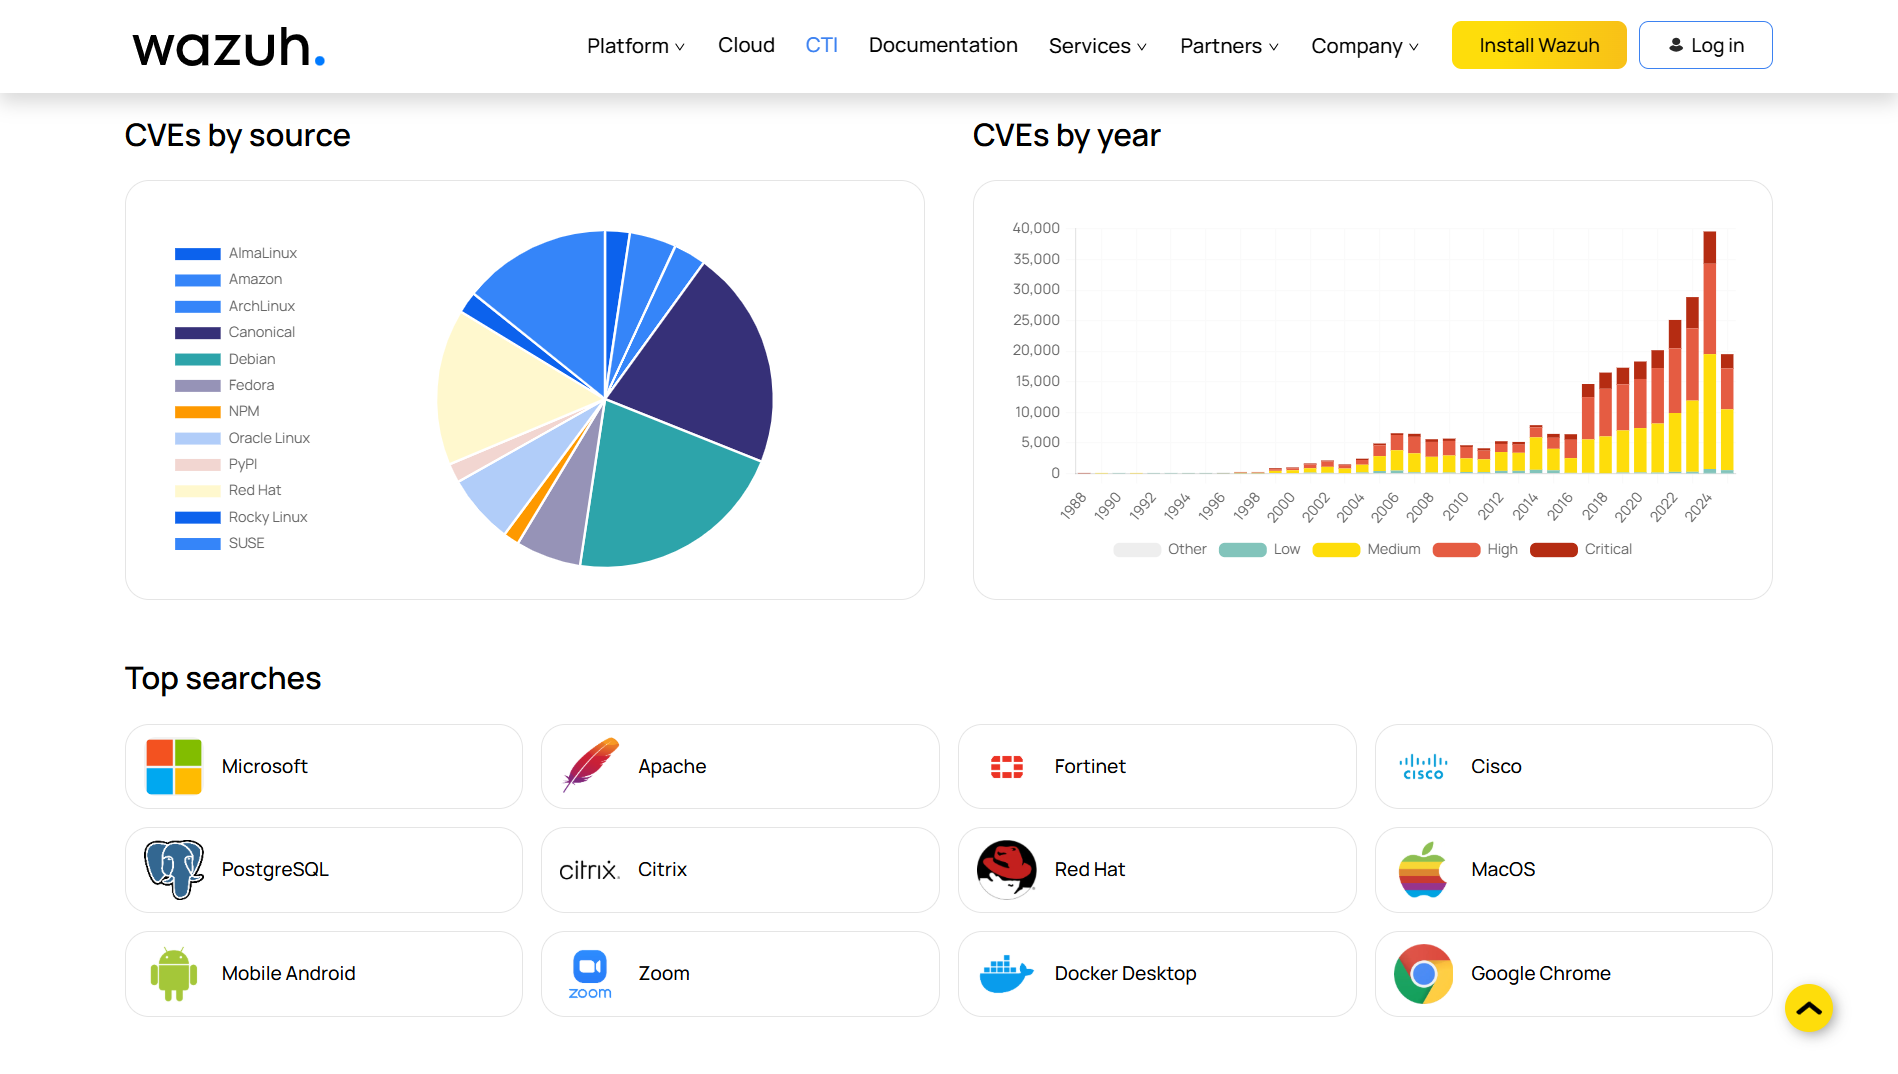 wazuh.
Platform
Cloud
CTI
Documentation
Services
Partners
Company
Install Wazuh
Log in
CVEs by source
AlmaLinux
Amazon
ArchLinux
Canonical
Debian
Fedora
NPM
Oracle Linux
PyPI
Red Hat
Rocky Linux
SUSE
CVEs by year
40,000
35,000
30,000
25,000
20,000
15,000
10,000
5,000
0
1988
1990
1992
1994
1996
1998
2000
2002
2004
2006
2008
2010
2012
2014
2016
2018
2020
2022
2024
Other
Low
Medium
High
Critical
Top searches
Microsoft
Apache
Fortinet
CISCO
Cisco
PostgreSQL
citrix
Citrix
Red Hat
MacOS
Mobile Android
zoom
Zoom
Docker Desktop
Google Chrome